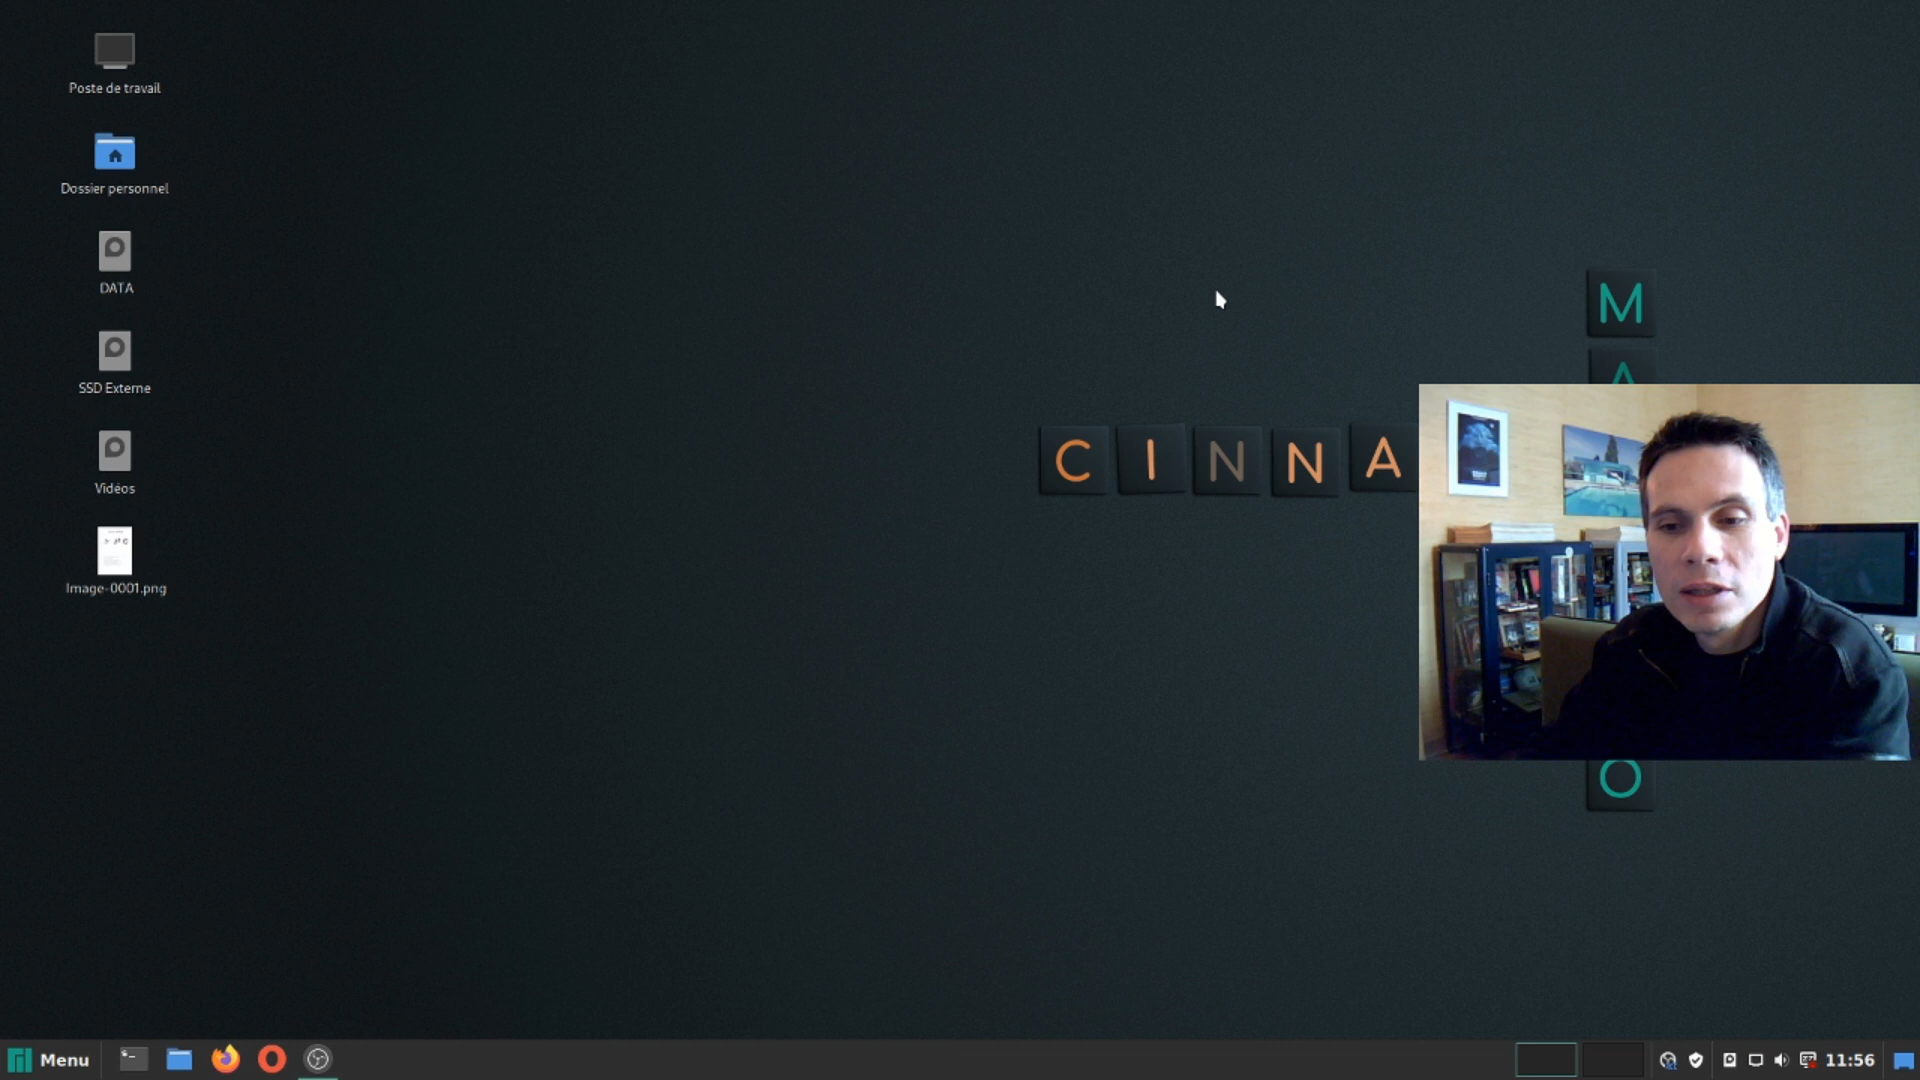 Poste de travail
Dossier personnel
DATA
SSD Externe
Vidéos
Image-0001.png
M
A
CINNA
O
Menu
11:56